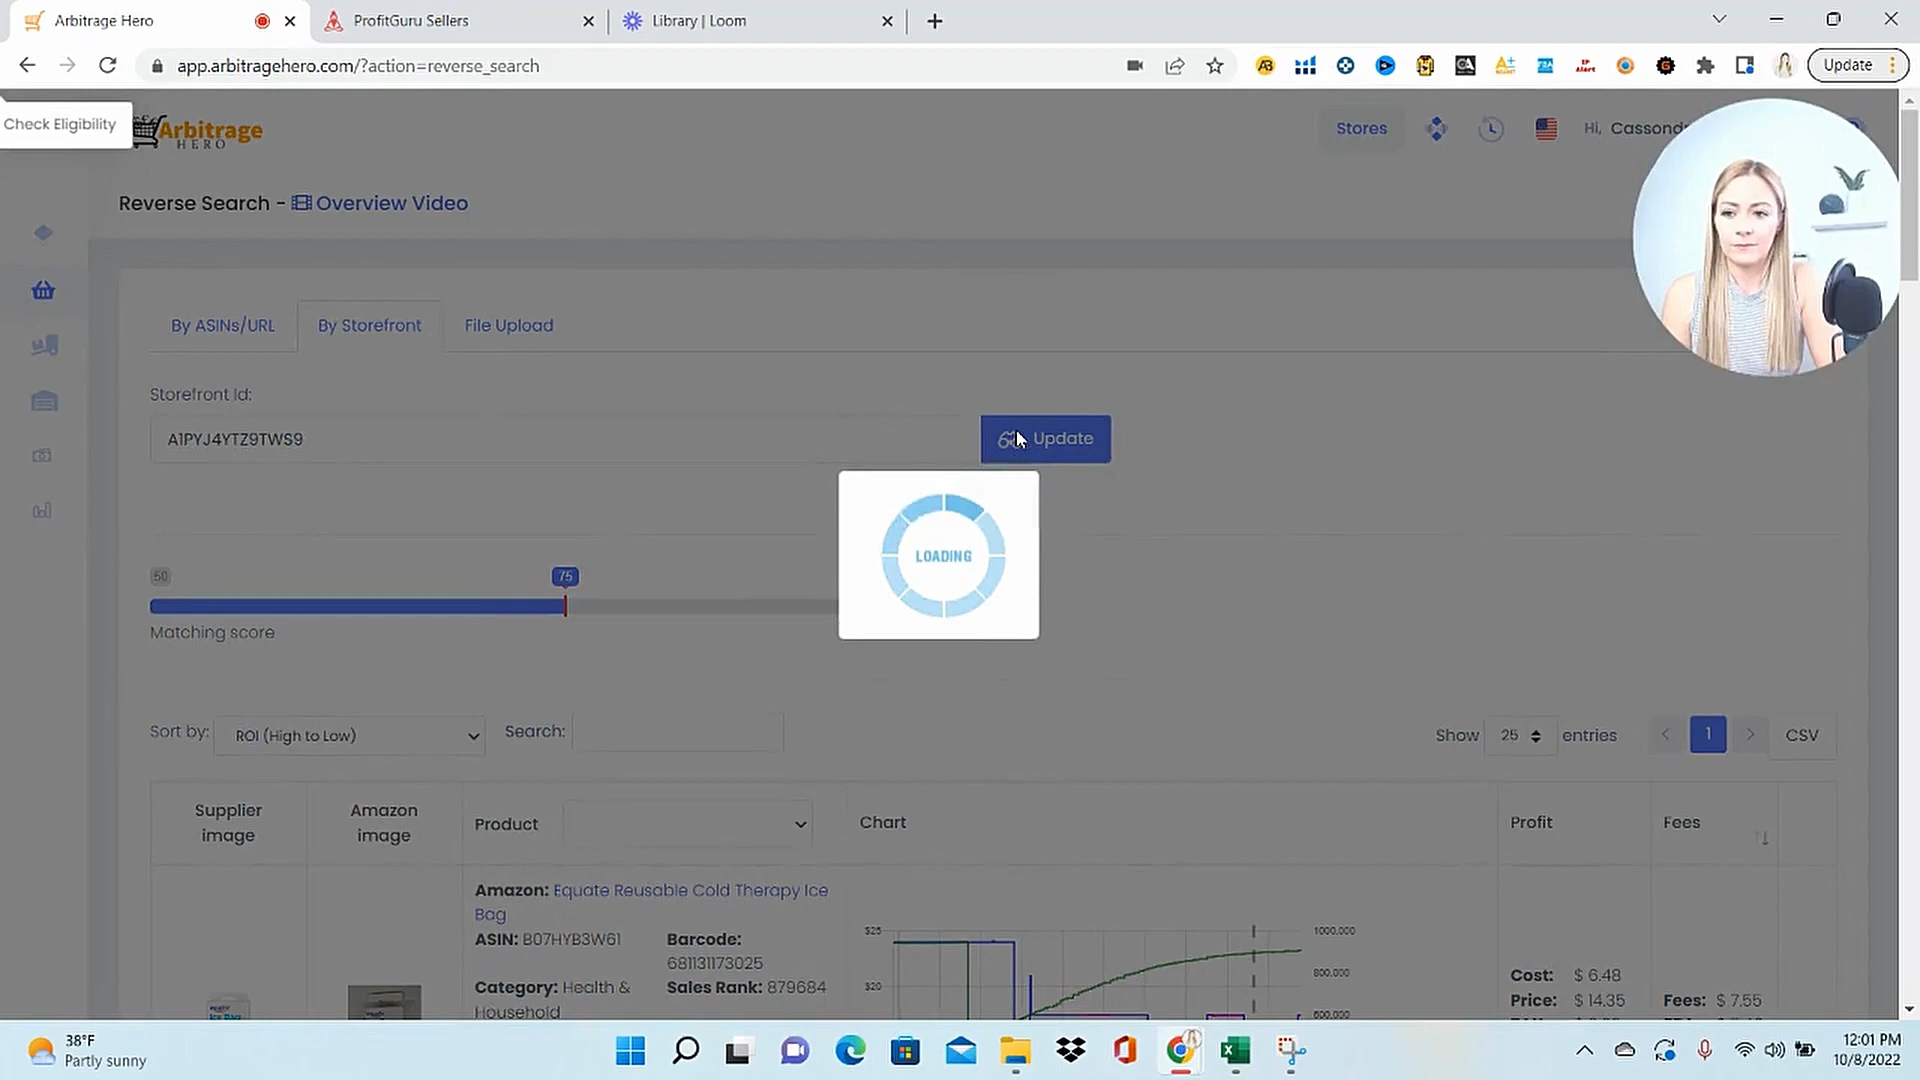 Arbitrage Hero
ProfitGuru Sellers
Library | Loom
app.arbitragehero.com/?action=reverse_search
Update
Check Eligibility
Arbitrage
HERO
Stores
Hi, Cassond
Reverse Search - Overview Video
By ASINs/URL
By Storefront
File Upload
Storefront Id:
A1PYJ4YTZ9TWS9
Update
LOADING
50
75
Matching score
Sort by: ROI (High to Low)
Search:
Show 25 entries
1
CSV
Supplier image
Amazon image
Product
Chart
Profit
Fees
Amazon: Equate Reusable Cold Therapy Ice
Bag
ASIN: B07HYB3W61
Barcode:
681131173025
Category: Health &
Household
Sales Rank: 879684
$25
$20
1000,000
800,000
600,000
Cost: $ 6.48
Price: $ 14.35
Fees: $ 7.55
38°F
Partly sunny
12:01 PM
10/8/2022